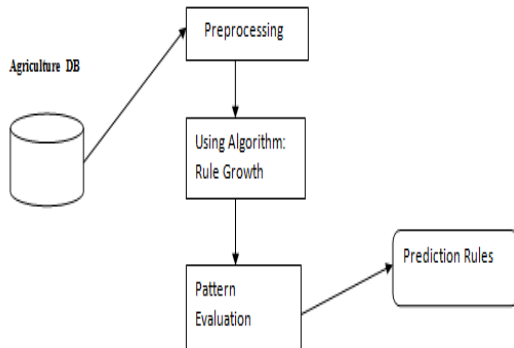 Preprocessing
Agriculture DB
Using Algorithm:
Rule Growth
Prediction Rules
Pattern
Evaluation